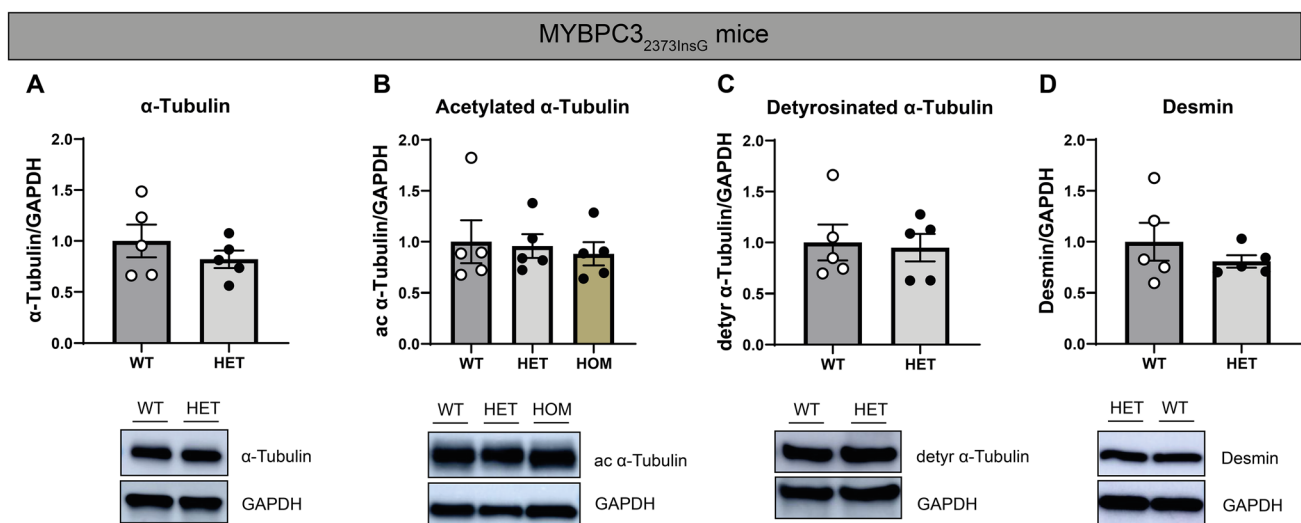 MYBPC32373InsG mice
A
α-Tubulin
α-Tubulin/GAPDH
2.0
1.5
1.0
0.5
0.0
WT HET
WT HET
α-Tubulin
GAPDH
B
Acetylated α-Tubulin
ac α-Tubulin/GAPDH
2.0
1.5
1.0
0.5
0.0
WT HET HOM
WT HET HOM
ac α-Tubulin
GAPDH
C
Detyrosinated α-Tubulin
detyr α-Tubulin/GAPDH
2.0
1.5
1.0
0.5
0.0
WT HET
WT HET
detyr α-Tubulin
GAPDH
D
Desmin
Desmin/GAPDH
2.0
1.5
1.0
0.5
0.0
WT HET
HET WT
Desmin
GAPDH